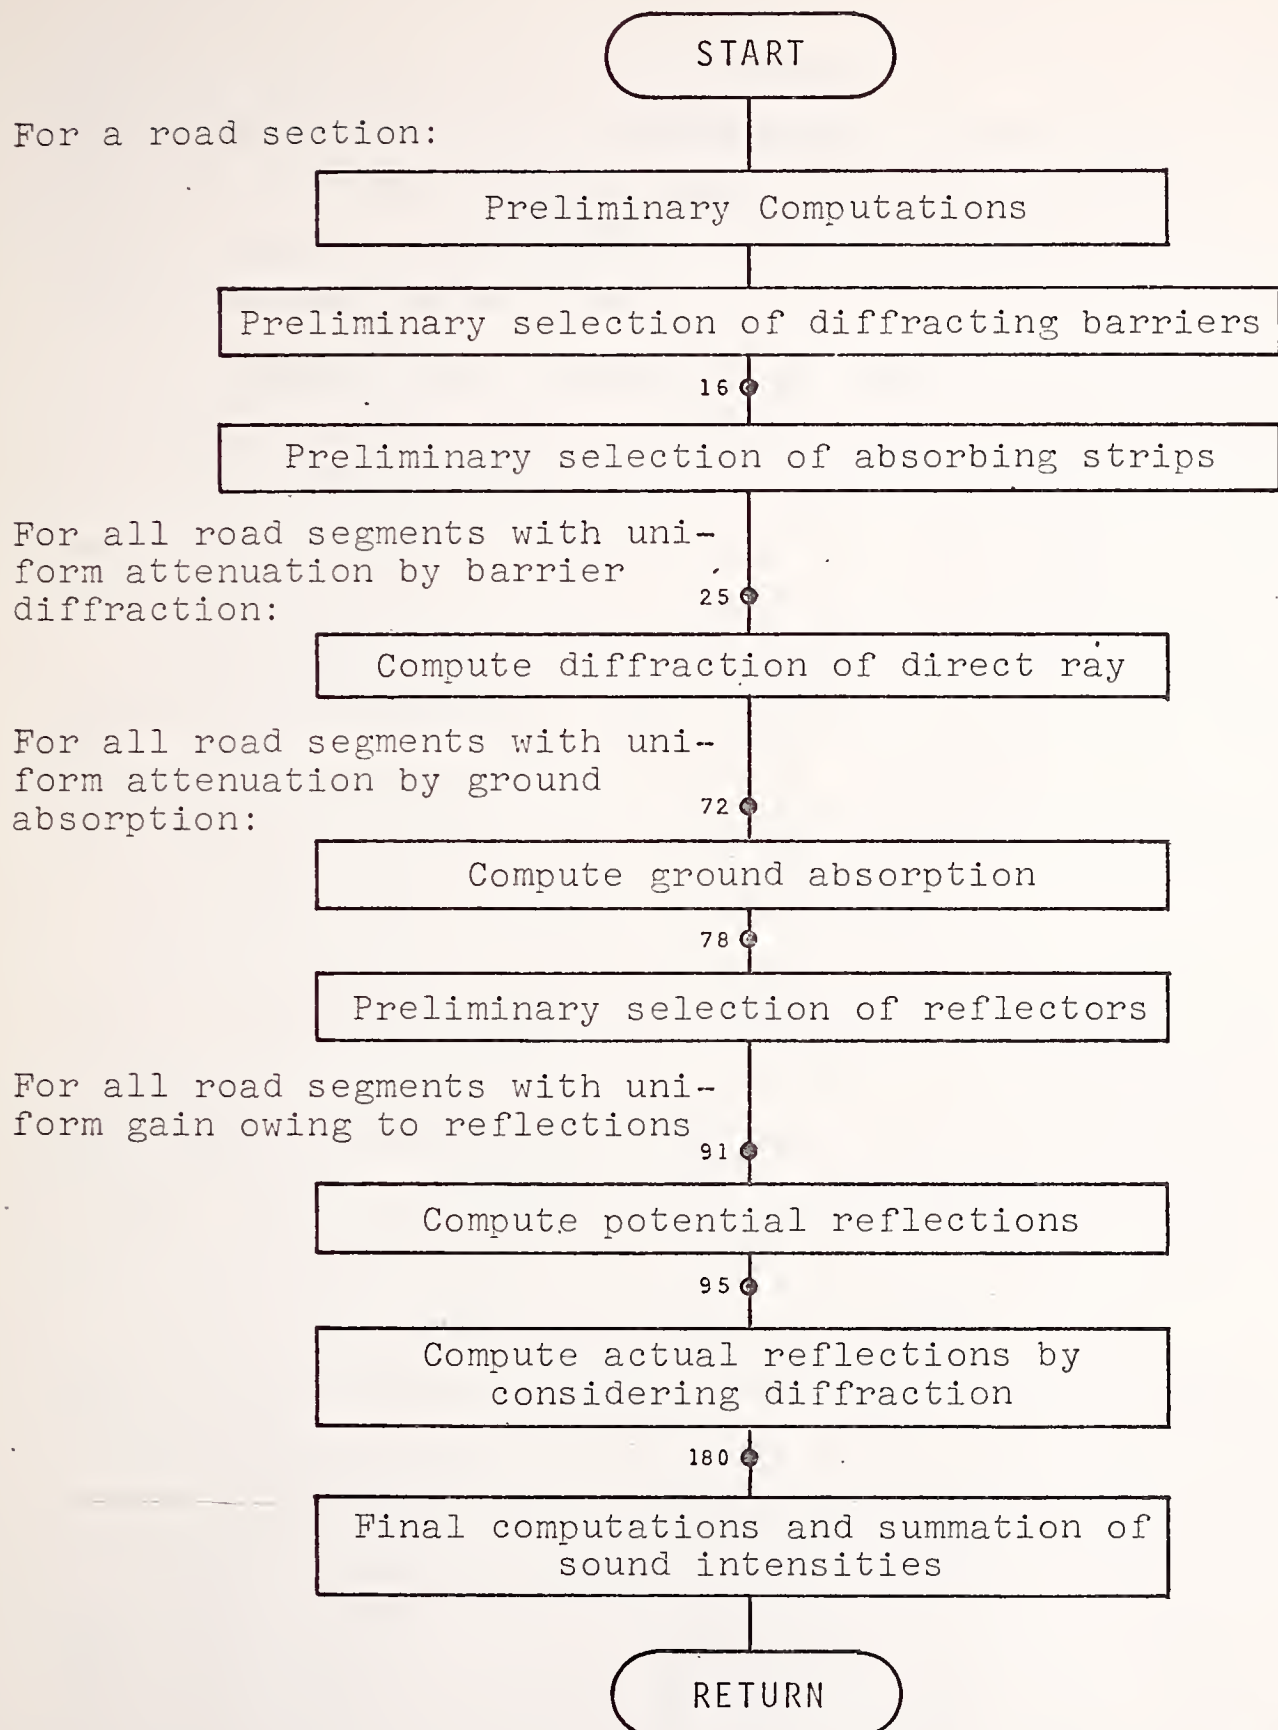 START
For a road section:
Preliminary Computations
Preliminary selection of diffracting barriers
16
Preliminary selection of absorbing strips
For all road segments with uni-
form attenuation by barrier
diffraction:
25
Compute diffraction of direct ray
For all road segments with uni-
form attenuation by ground
absorption:
72
Compute ground absorption
78
Preliminary selection of reflectors
For all road segments with uni-
form gain owing to reflections
91
Compute potential reflections
95
Compute actual reflections by
considering diffraction
180
Final computations and summation of
sound intensities
RETURN